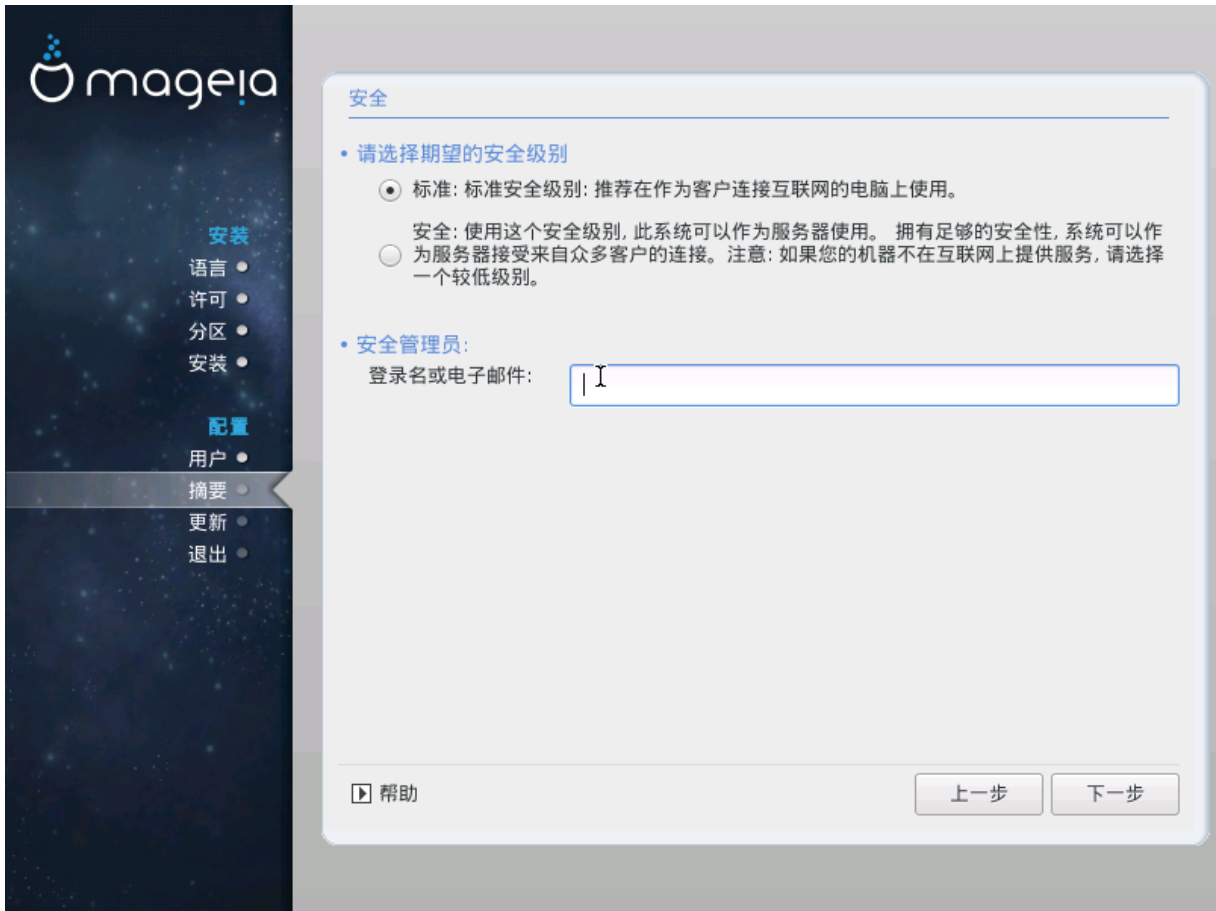 mageia
安装
语言
许可
分区
安装
配置
用户
摘要
更新
退出
安全
请选择期望的安全级别
标准: 标准安全级别: 推荐在作为客户连接互联网的电脑上使用。
安全: 使用这个安全级别, 此系统可以作为服务器使用。 拥有足够的安全性, 系统可以作
为服务器接受来自众多客户的连接。注意: 如果您的机器不在互联网上提供服务, 请选择
一个较低级别。
安全管理员:
登录名或电子邮件:
帮助
上一步
下一步